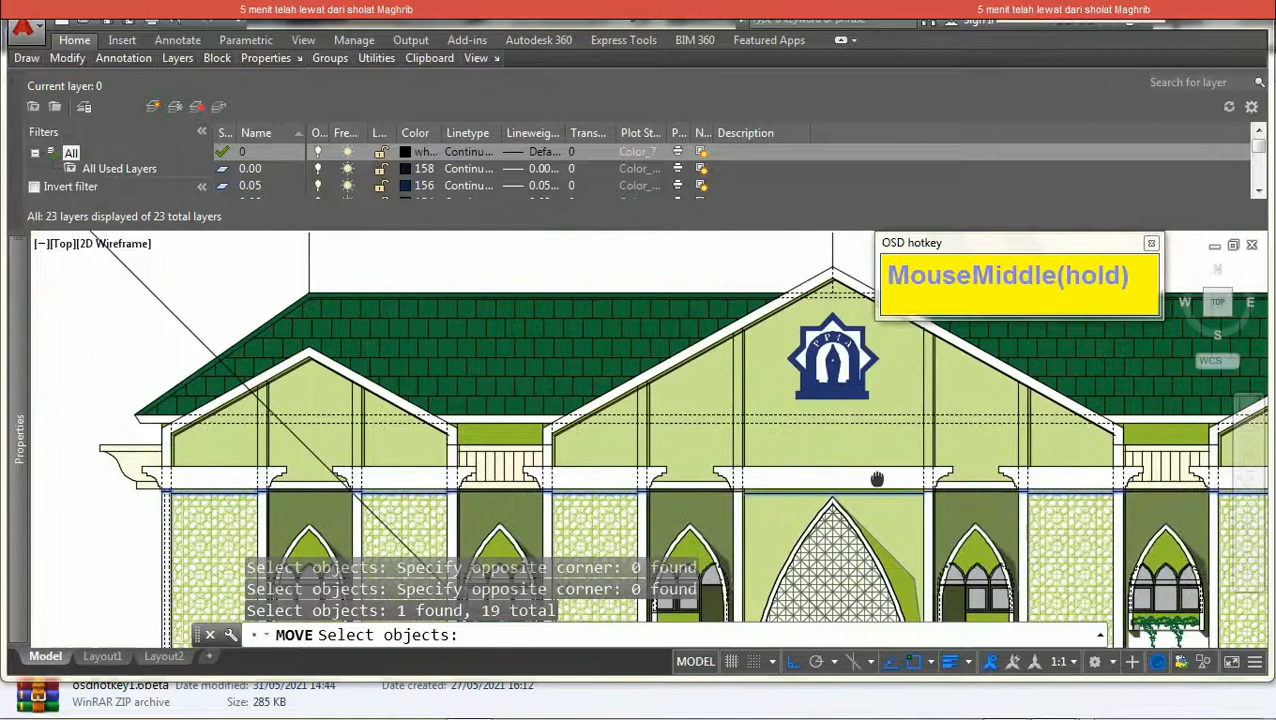 5 menit telah lewat dari sholat Maghrib
5 menit telah lewat dari sholat Maghrib
Home Insert Annotate Parametric View Manage Output Add-ins Autodesk 360 Express Tools BIM 360 Featured Apps
Draw Modify Annotation Layers Block Properties Groups Utilities Clipboard View
Current layer: 0
Search for layer
Filters
S... Name O... Fre... L... Color Linetype Lineweig... Trans... Plot St... P... N... Description
All
0 wh... Continu... Defa... 0 Color_7
All Used Layers
0.00 158 Continu... 0.00... 0 Color_...
Invert filter
0.05 156 Continu... 0.05... 0 Color_...
All: 23 layers displayed of 23 total layers
[−][Top][2D Wireframe]
OSD hotkey
MouseMiddle(hold)
N
W TOP E
S
WCS
PPIA
Properties
Select objects: Specify opposite corner: 0 found
Select objects: Specify opposite corner: 0 found
Select objects: 1 found, 19 total
MOVE Select objects:
Model Layout1 Layout2 +
MODEL 1:1
osdhotkey1.6beta Date modified: 31/05/2021 14:44 Date created: 27/05/2021 16:12
WinRAR ZIP archive Size: 285 KB